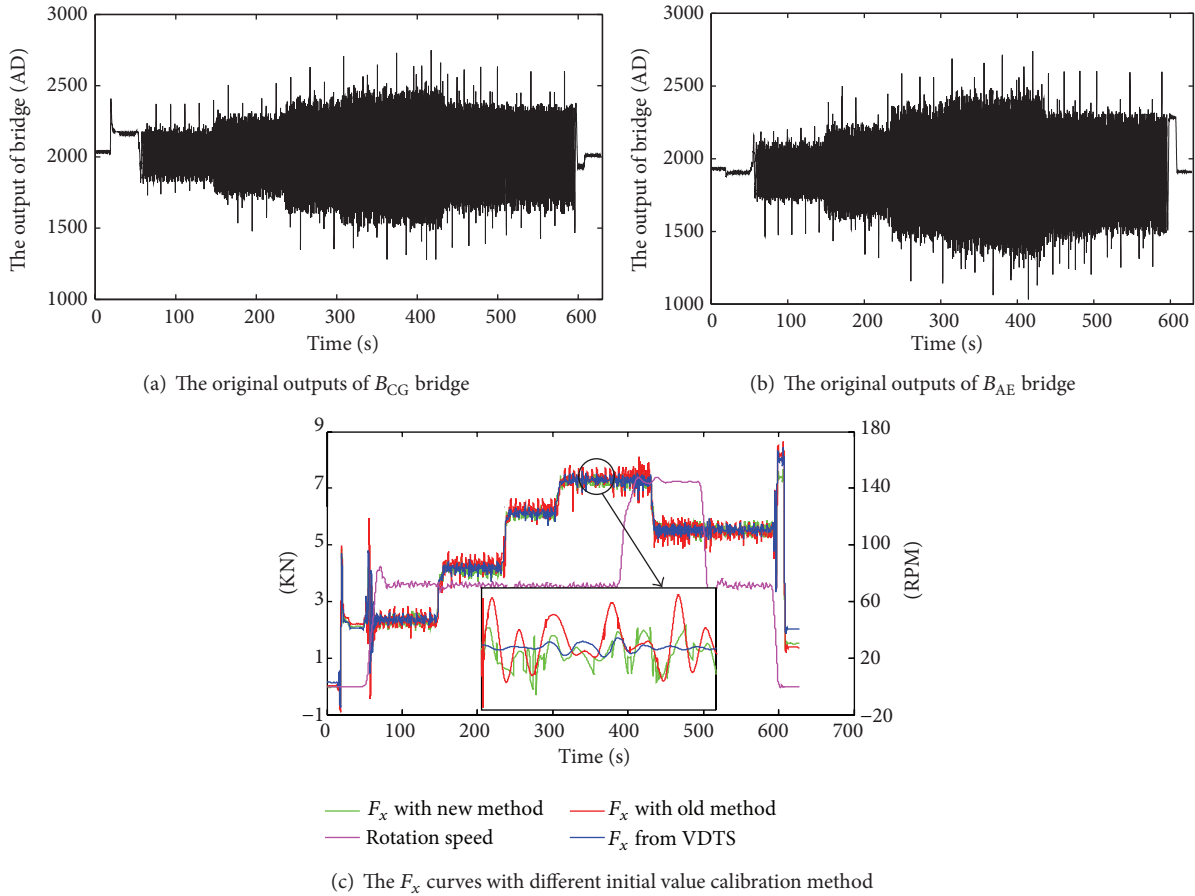 The output of bridge (AD)
3000
2500
2000
1500
1000
0 100 200 300 400 500 600
Time (s)
(a) The original outputs of B_CG bridge
The output of bridge (AD)
3000
2500
2000
1500
1000
0 100 200 300 400 500 600
Time (s)
(b) The original outputs of B_AE bridge
(KN)
9
7
5
3
1
−1
180
140
100
60
20
−20
(RPM)
0 100 200 300 400 500 600 700
Time (s)
F_x with new method
F_x with old method
Rotation speed
F_x from VDTS
(c) The F_x curves with different initial value calibration method